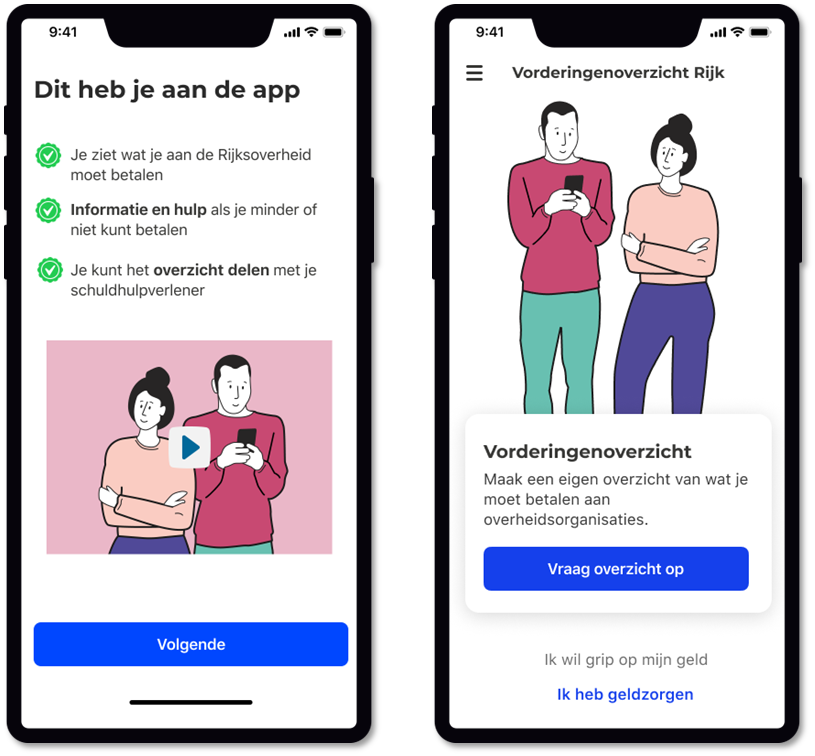 9:41
Dit heb je aan de app
Je ziet wat je aan de Rijksoverheid
moet betalen
Informatie en hulp als je minder of
niet kunt betalen
Je kunt het overzicht delen met je
schuldhulpverlener
Volgende
9:41
Vorderingenoverzicht Rijk
Vorderingenoverzicht
Maak een eigen overzicht van wat je
moet betalen aan
overheidsorganisaties.
Vraag overzicht op
Ik wil grip op mijn geld
Ik heb geldzorgen